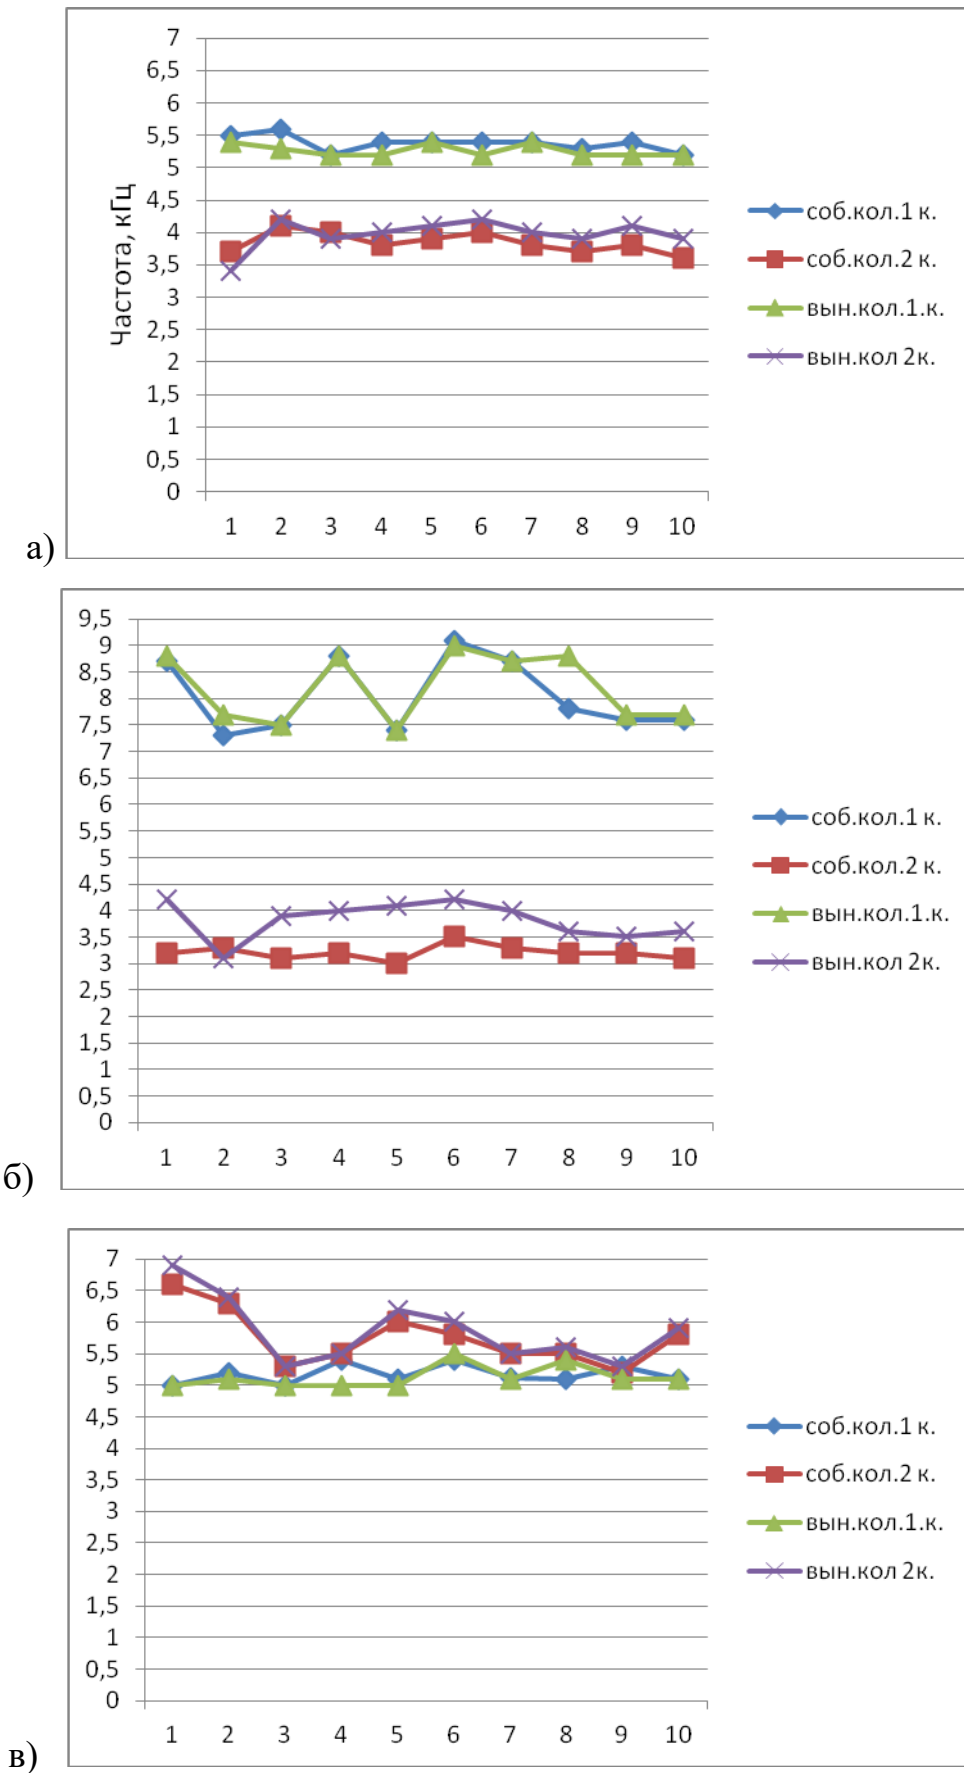 7
6,5
6
5,5
5
4,5
4
3,5
3
2,5
2
1,5
1
0,5
0
Частота, кГц
1 2 3 4 5 6 7 8 9 10
соб.кол.1 к.
соб.кол.2 к.
вын.кол.1.к.
вын.кол 2к.
а)
9,5
9
8,5
8
7,5
7
6,5
6
5,5
5
4,5
4
3,5
3
2,5
2
1,5
1
0,5
0
1 2 3 4 5 6 7 8 9 10
соб.кол.1 к.
соб.кол.2 к.
вын.кол.1.к.
вын.кол 2к.
б)
7
6,5
6
5,5
5
4,5
4
3,5
3
2,5
2
1,5
1
0,5
0
1 2 3 4 5 6 7 8 9 10
соб.кол.1 к.
соб.кол.2 к.
вын.кол.1.к.
вын.кол 2к.
в)